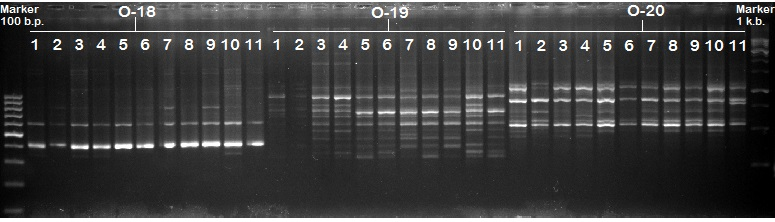 Marker
100 b.p.
O-18
O-19
O-20
Marker
1 k.b.
1 2 3 4 5 6 7 8 9 10 11
1 2 3 4 5 6 7 8 9 10 11
1 2 3 4 5 6 7 8 9 10 11